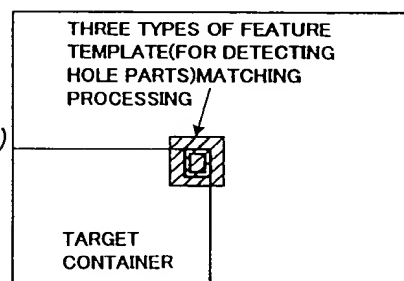 THREE TYPES OF FEATURE
TEMPLATE(FOR DETECTING
HOLE PARTS)MATCHING
PROCESSING
)
TARGET
CONTAINER